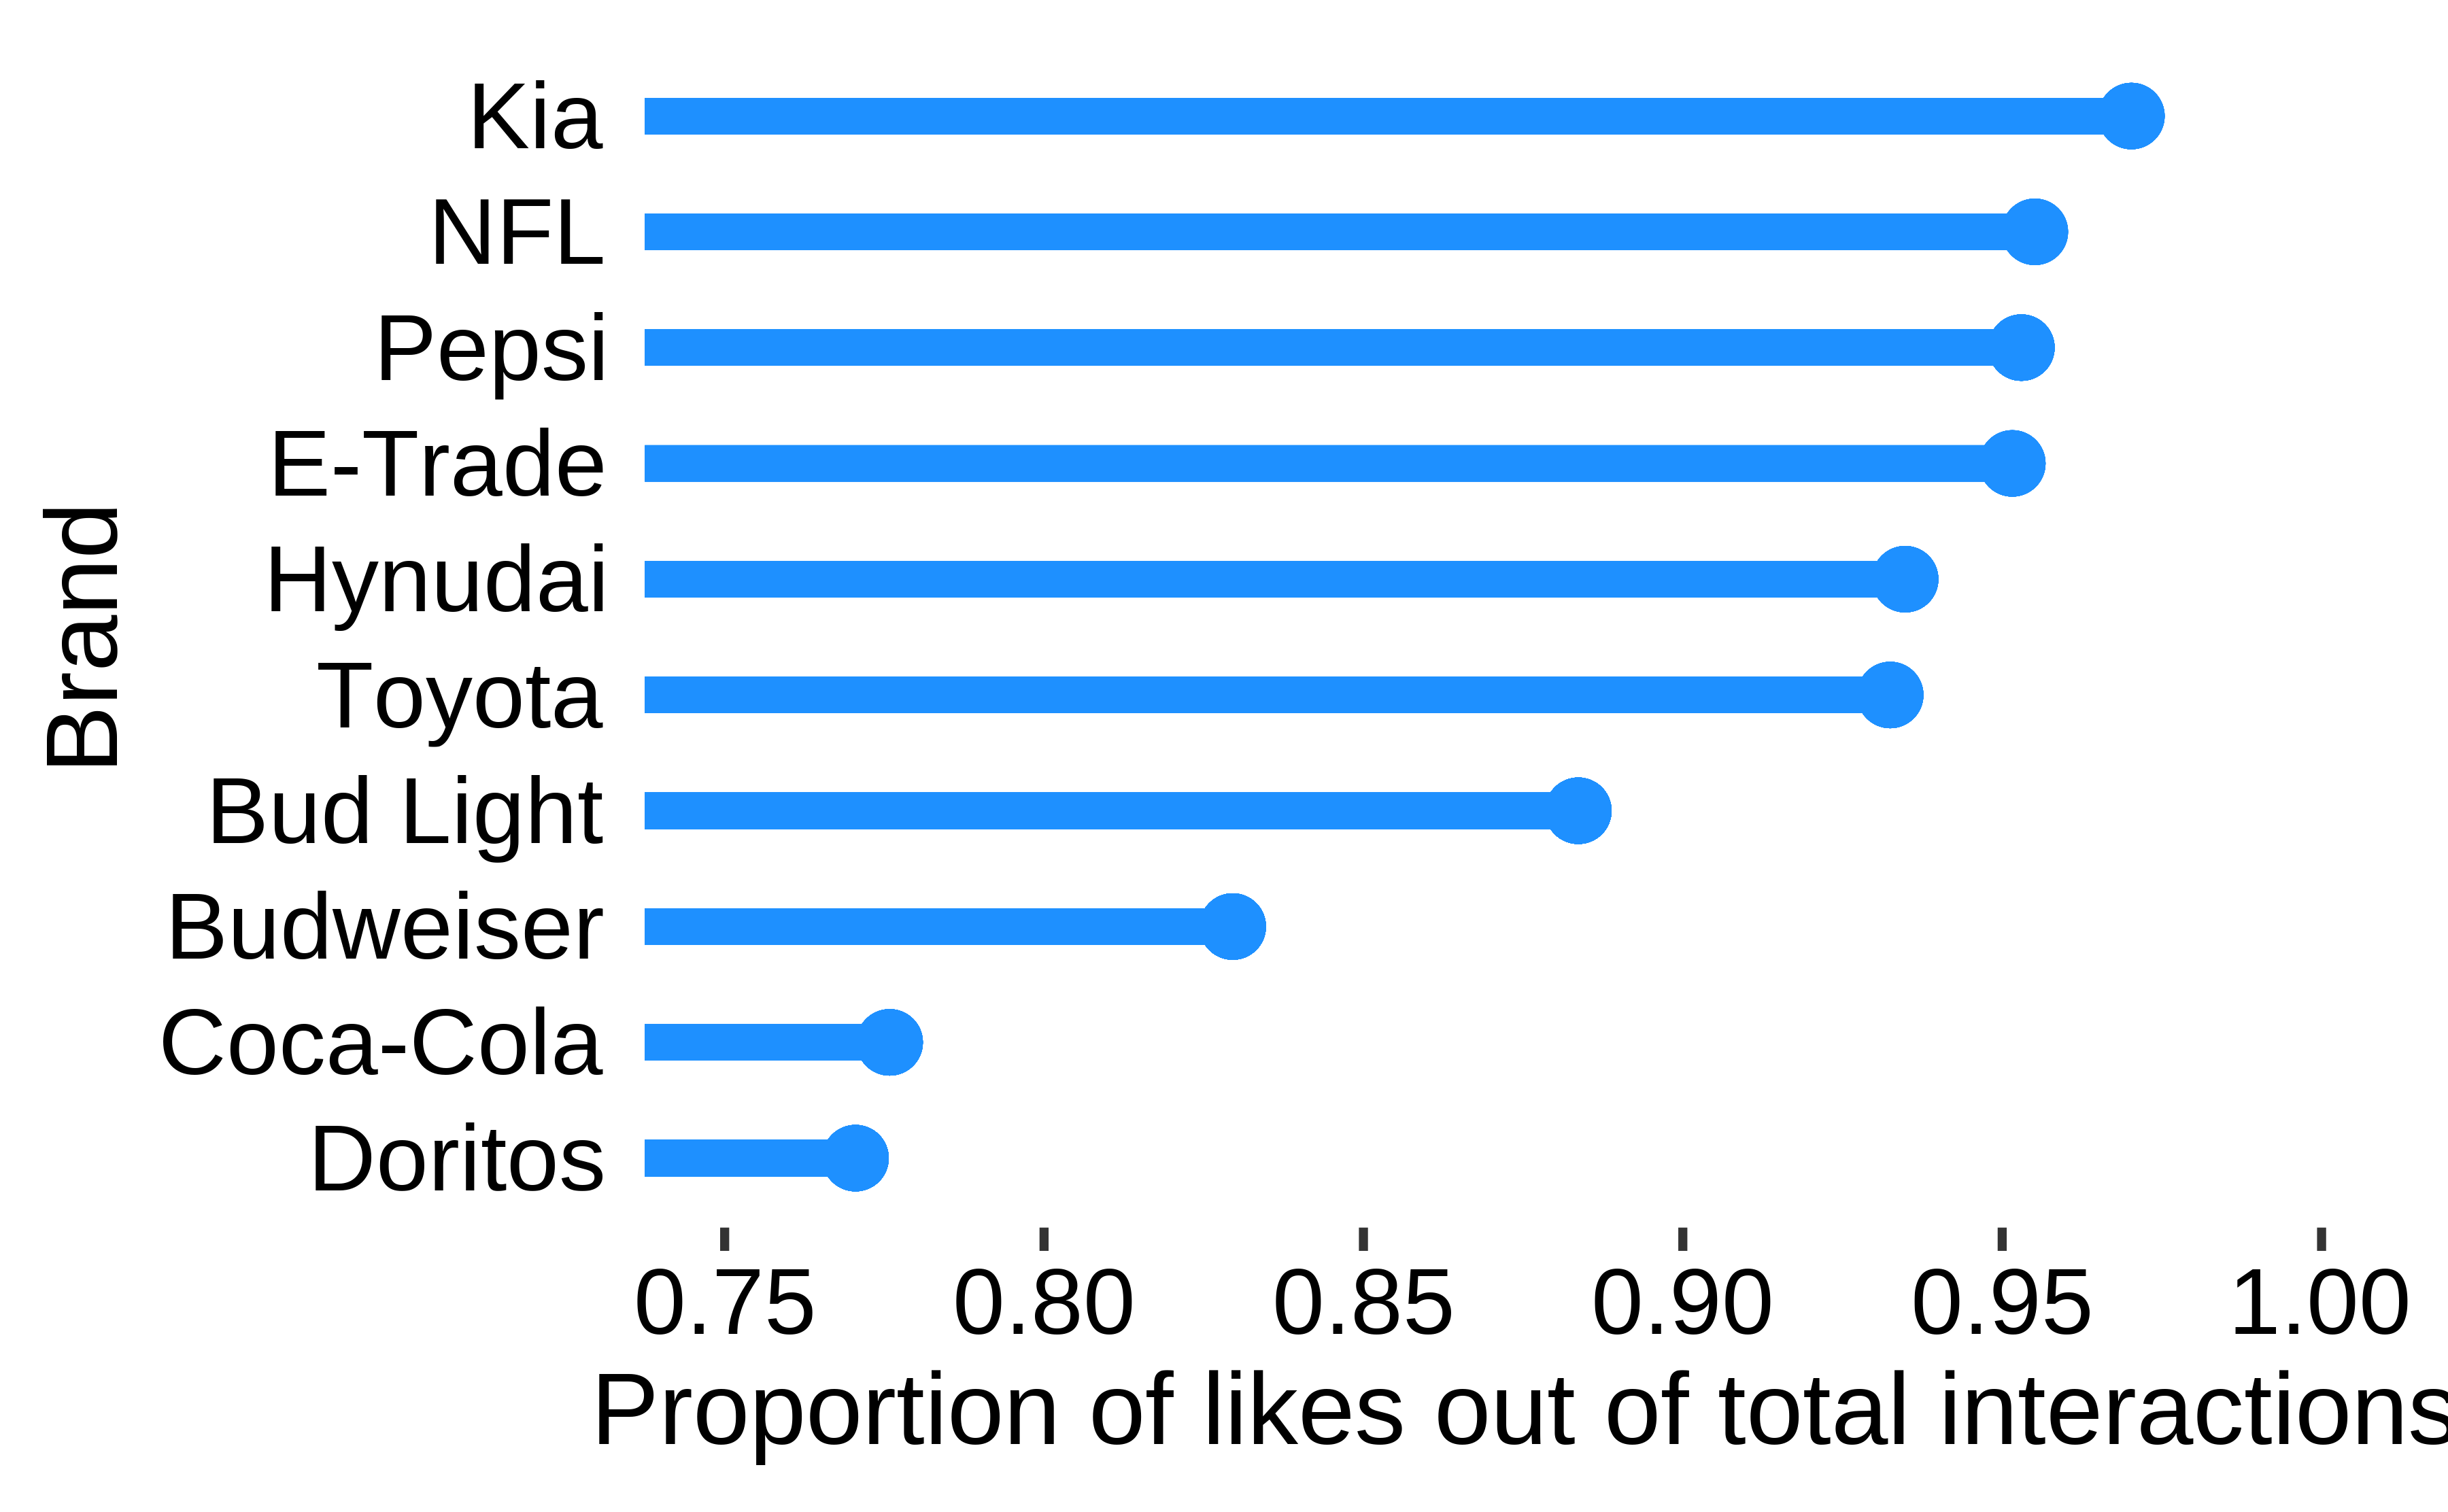 Kia
NFL
Pepsi
E-Trade
Hynudai
Toyota
Bud Light
Budweiser
Coca-Cola
Doritos
Brand
0.75 0.80 0.85 0.90 0.95 1.00
Proportion of likes out of total interactions